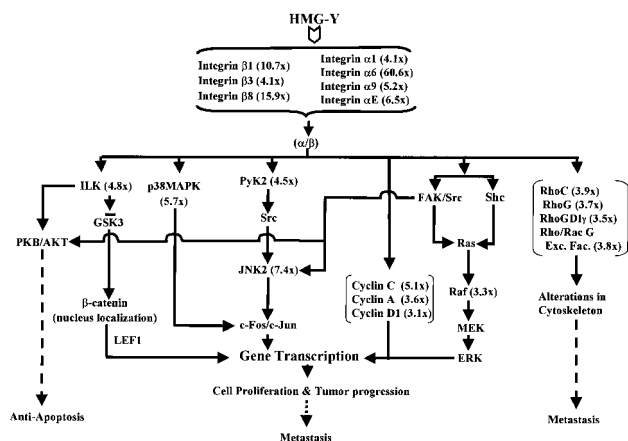 HMG-Y
Integrin β1 (10.7x)
Integrin β3 (4.1x)
Integrin β8 (15.9x)
Integrin α1 (4.1x)
Integrin α6 (60.6x)
Integrin α9 (5.2x)
Integrin αE (6.5x)
(α/β)
ILK (4.8x)
p38MAPK
(5.7x)
PyK2 (4.5x)
FAK/Src
Shc
RhoC (3.9x)
RhoG (3.7x)
RhoGDIγ (3.5x)
Rho/Rac G
Exc. Fac. (3.8x)
GSK3
Src
PKB/AKT
Ras
JNK2 (7.4x)
Cyclin C (5.1x)
Cyclin A (3.6x)
Cyclin D1 (3.1x)
Raf (3.3x)
Alterations in
Cytoskeleton
β-catenin
(nucleus localization)
c-Fos/c-Jun
MEK
LEF1
Gene Transcription
ERK
Cell Proliferation & Tumor progression
Anti-Apoptosis
Metastasis
Metastasis